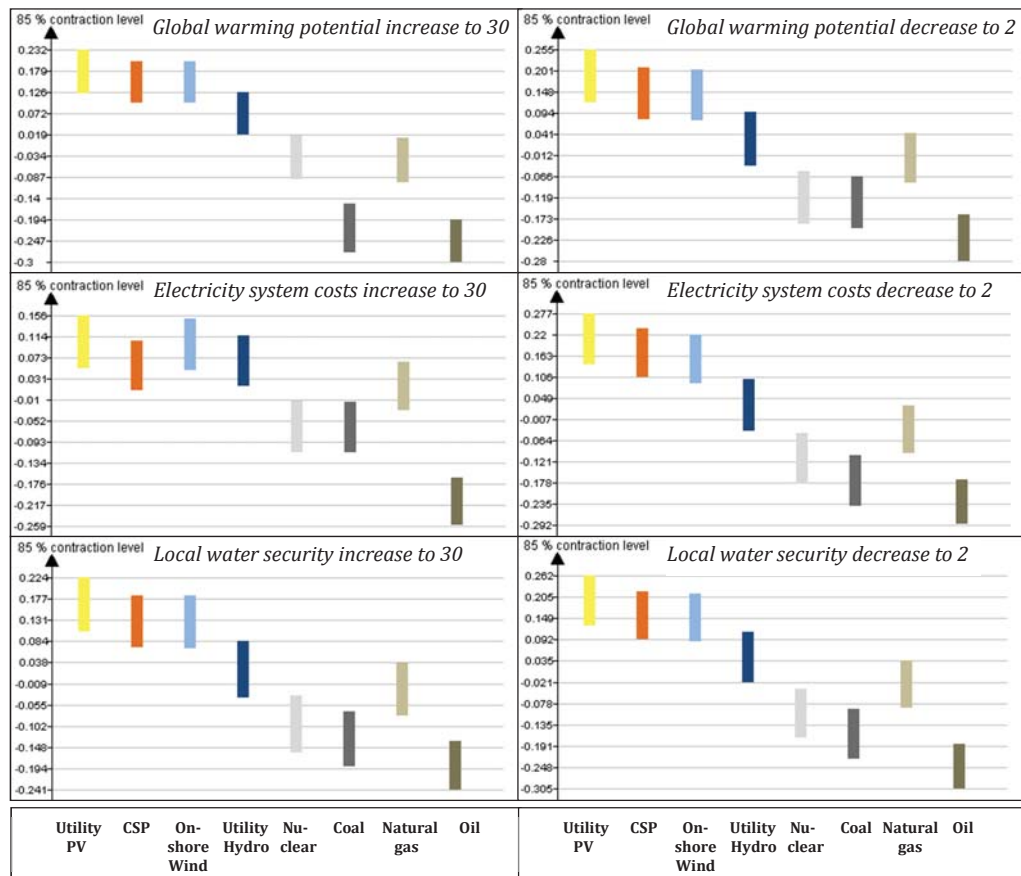 85 % contraction level
Global warming potential increase to 30
0.232
0.179
0.126
0.072
0.019
-0.034
-0.087
-0.14
-0.194
-0.247
-0.3
85 % contraction level
Global warming potential decrease to 2
0.255
0.201
0.148
0.094
0.041
-0.012
-0.066
-0.119
-0.173
-0.226
-0.28
85 % contraction level
Electricity system costs increase to 30
0.156
0.114
0.073
0.031
-0.01
-0.052
-0.093
-0.134
-0.176
-0.217
-0.259
85 % contraction level
Electricity system costs decrease to 2
0.277
0.22
0.163
0.106
0.049
-0.007
-0.064
-0.121
-0.178
-0.235
-0.292
85 % contraction level
Local water security increase to 30
0.224
0.177
0.131
0.084
0.038
-0.009
-0.055
-0.102
-0.148
-0.194
-0.241
85 % contraction level
Local water security decrease to 2
0.262
0.205
0.149
0.092
0.035
-0.021
-0.078
-0.135
-0.191
-0.248
-0.305
Utility
PV
CSP
On-
shore
Wind
Utility
Hydro
Nu-
clear
Coal
Natural
gas
Oil
Utility
PV
CSP
On-
shore
Wind
Utility
Hydro
Nu-
clear
Coal
Natural
gas
Oil